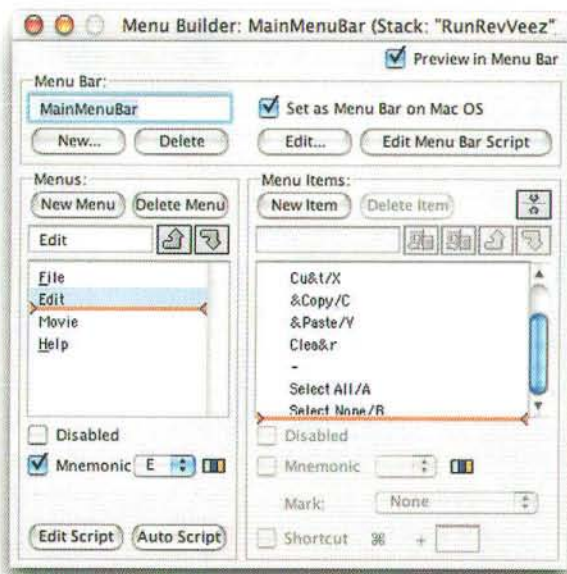 Menu Builder: MainMenuBar (Stack: "RunRevVeez"
Preview in Menu Bar
Menu Bar:
MainMenuBar
Set as Menu Bar on Mac OS
New...
Delete
Edit...
Edit Menu Bar Script
Menus:
New Menu
Delete Menu
Edit
File
Edit
Movie
Help
Disabled
Mnemonic E
Edit Script
Auto Script
Menu Items:
New Item
Delete Item
Cu&t/X
&Copy/C
&Paste/V
Clea&r
-
Select All/A
Select None/B
Disabled
Mnemonic
Mark: None
Shortcut ⌘ +